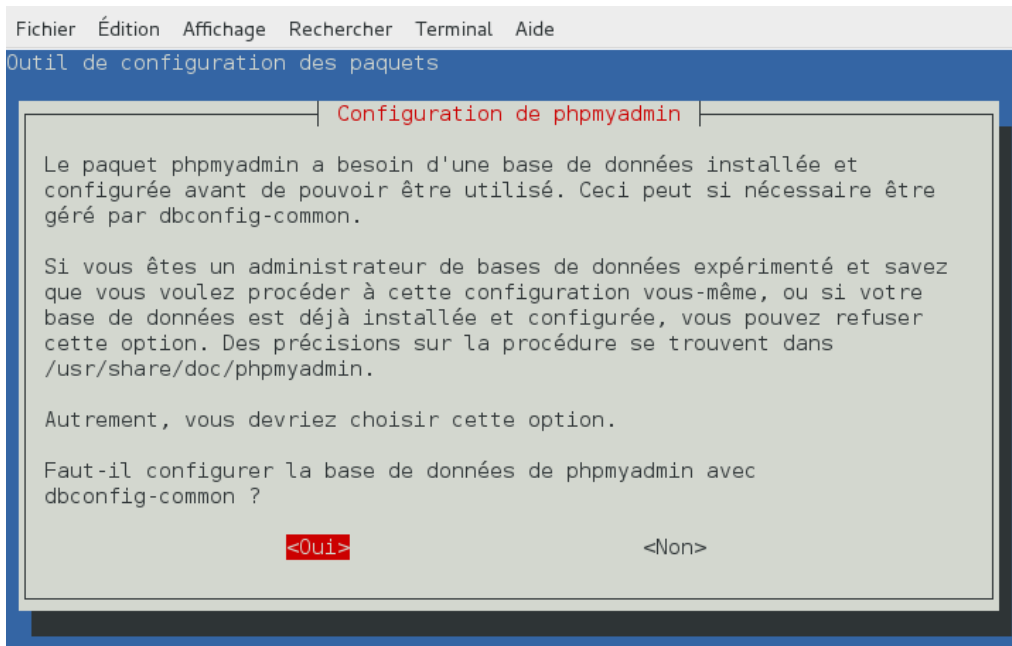 Fichier Édition Affichage Rechercher Terminal Aide
Outil de configuration des paquets
Configuration de phpmyadmin
Le paquet phpmyadmin a besoin d'une base de données installée et
configurée avant de pouvoir être utilisé. Ceci peut si nécessaire être
géré par dbconfig-common.
Si vous êtes un administrateur de bases de données expérimenté et savez
que vous voulez procéder à cette configuration vous-même, ou si votre
base de données est déjà installée et configurée, vous pouvez refuser
cette option. Des précisions sur la procédure se trouvent dans
/usr/share/doc/phpmyadmin.
Autrement, vous devriez choisir cette option.
Faut-il configurer la base de données de phpmyadmin avec
dbconfig-common ?
<Oui> <Non>